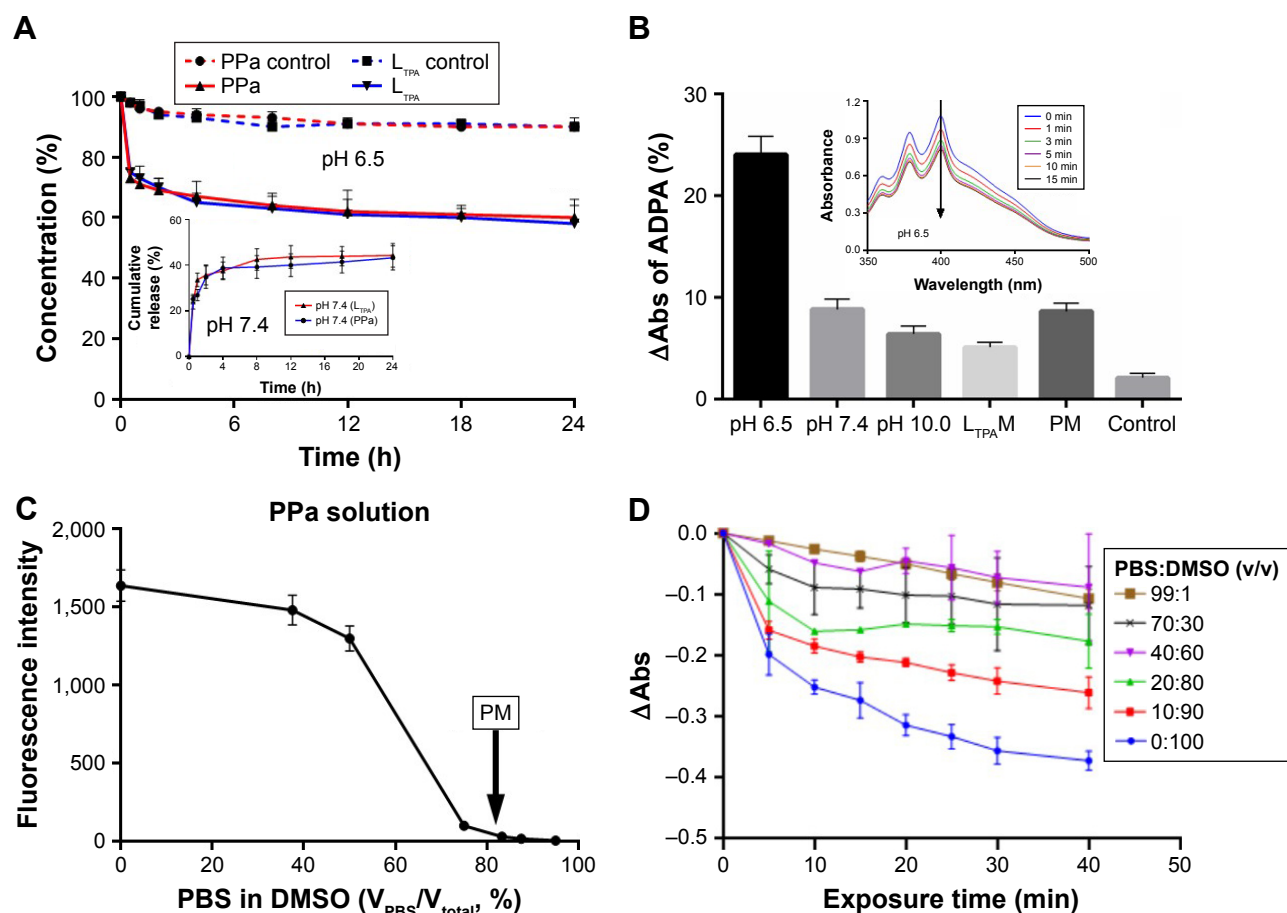 A
PPa control
L_TPA control
PPa
L_TPA
Concentration (%)
100
80
60
40
20
0
pH 6.5
Cumulative
release (%)
60
40
20
0
pH 7.4 (L_TPA)
pH 7.4 (PPa)
pH 7.4
0 4 8 12 16 20 24
Time (h)
0 6 12 18 24
Time (h)
B
ΔAbs of ADPA (%)
30
20
10
0
Absorbance
1.2
0.9
0.6
0.3
0.0
0 min
1 min
3 min
5 min
10 min
15 min
pH 6.5
350 400 450 500
Wavelength (nm)
pH 6.5 pH 7.4 pH 10.0 L_TPAM PM Control
C
PPa solution
Fluorescence intensity
2,000
1,500
1,000
500
0
PM
0 20 40 60 80 100
PBS in DMSO (V_PBS/V_total, %)
D
ΔAbs
0.0
–0.1
–0.2
–0.3
–0.4
–0.5
PBS:DMSO (v/v)
99:1
70:30
40:60
20:80
10:90
0:100
0 10 20 30 40 50
Exposure time (min)